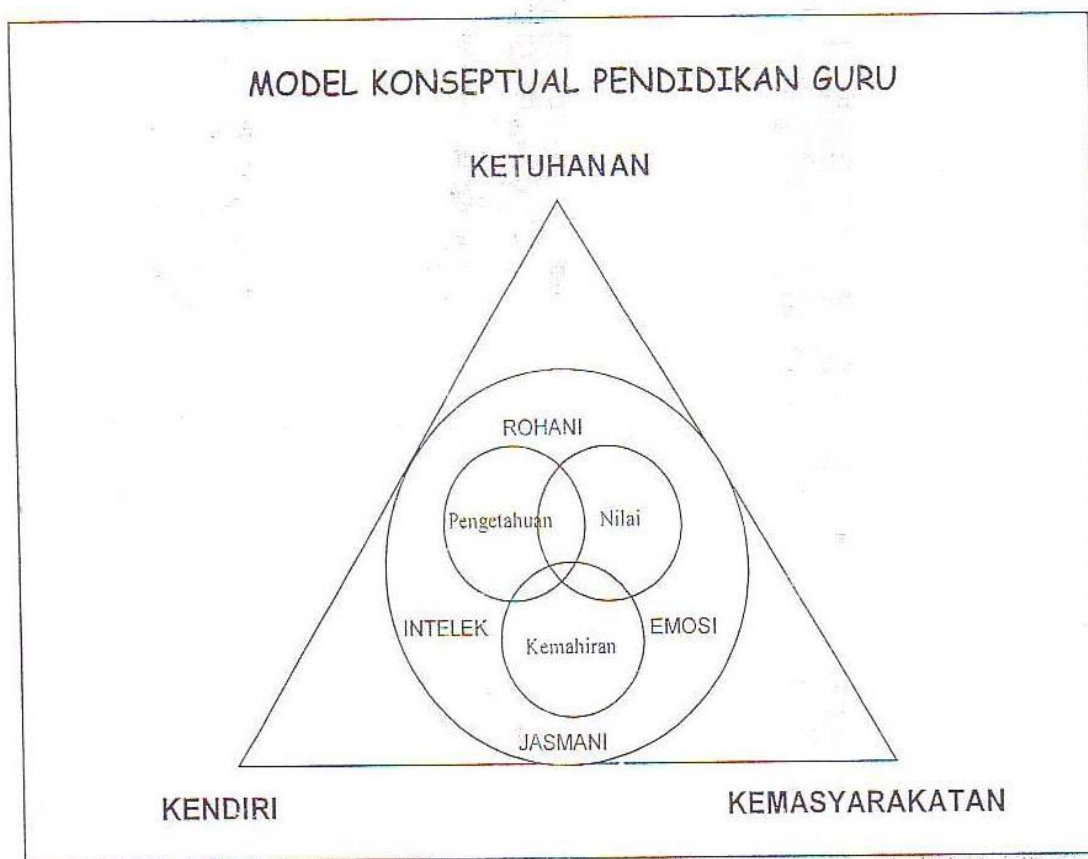 MODEL KONSEPTUAL PENDIDIKAN GURU
KETUHANAN
ROHANI
Pengetahuan
Nilai
INTELEK
EMOSI
Kemahiran
JASMANI
KENDIRI
KEMASYARAKATAN